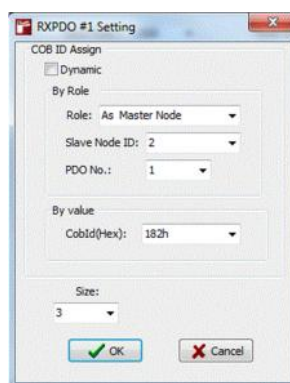 RXPDO #1 Setting
COB ID Assign
Dynamic
By Role
Role: As Master Node
Slave Node ID: 2
PDO No.: 1
By value
CobId(Hex): 182h
Size:
3
OK Cancel